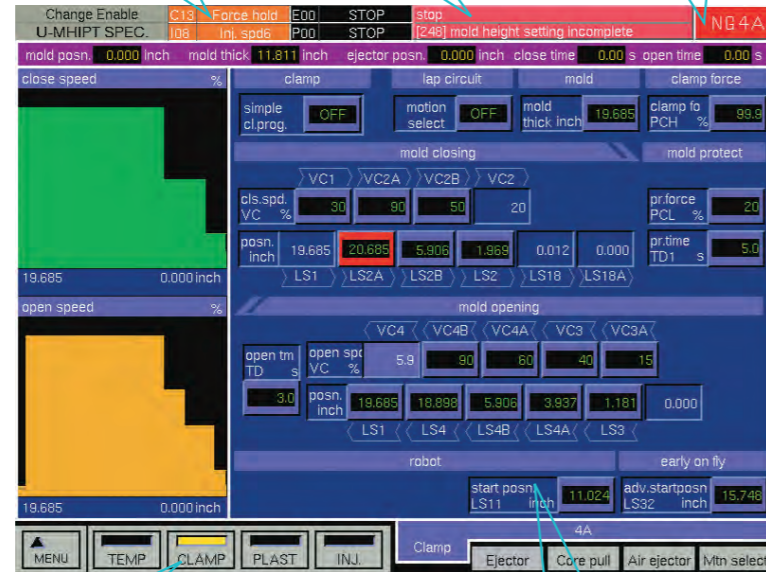 Change Enable C13 Force hold E00 STOP stop NG4A
U-MHIPT SPEC. I08 Inj. spd6 P00 STOP [248] mold height setting incomplete
mold posn. 0.000 inch mold thick 11.811 inch ejector posn. 0.000 inch close time 0.00 s open time 0.00 s
close speed %
19.685 0.000 inch
open speed %
19.685 0.000 inch
clamp lap circuit mold clamp force
simple cl.prog. OFF motion select OFF mold thick inch 19.685 clamp fo PCH % 99.9
mold closing mold protect
VC1 VC2A VC2B VC2
cls.spd. VC % 30 90 50 20 pr.force PCL % 20
posn. inch 19.685 20.685 5.906 1.969 0.012 0.000 pr.time TD1 s 5.0
LS1 LS2A LS2B LS2 LS18 LS18A
mold opening
VC4 VC4B VC4A VC3 VC3A
open tm TD s open spd VC % 5.9 90 60 40 15
3.0 posn. inch 19.685 18.898 5.906 3.937 1.181 0.000
LS1 LS4 LS4B LS4A LS3
robot early on fly
start posn. LS11 inch 11.024 adv.startposn LS32 inch 15.748
MENU TEMP CLAMP PLAST INJ. Clamp 4A
Ejector Core pull Air ejector Mtn select